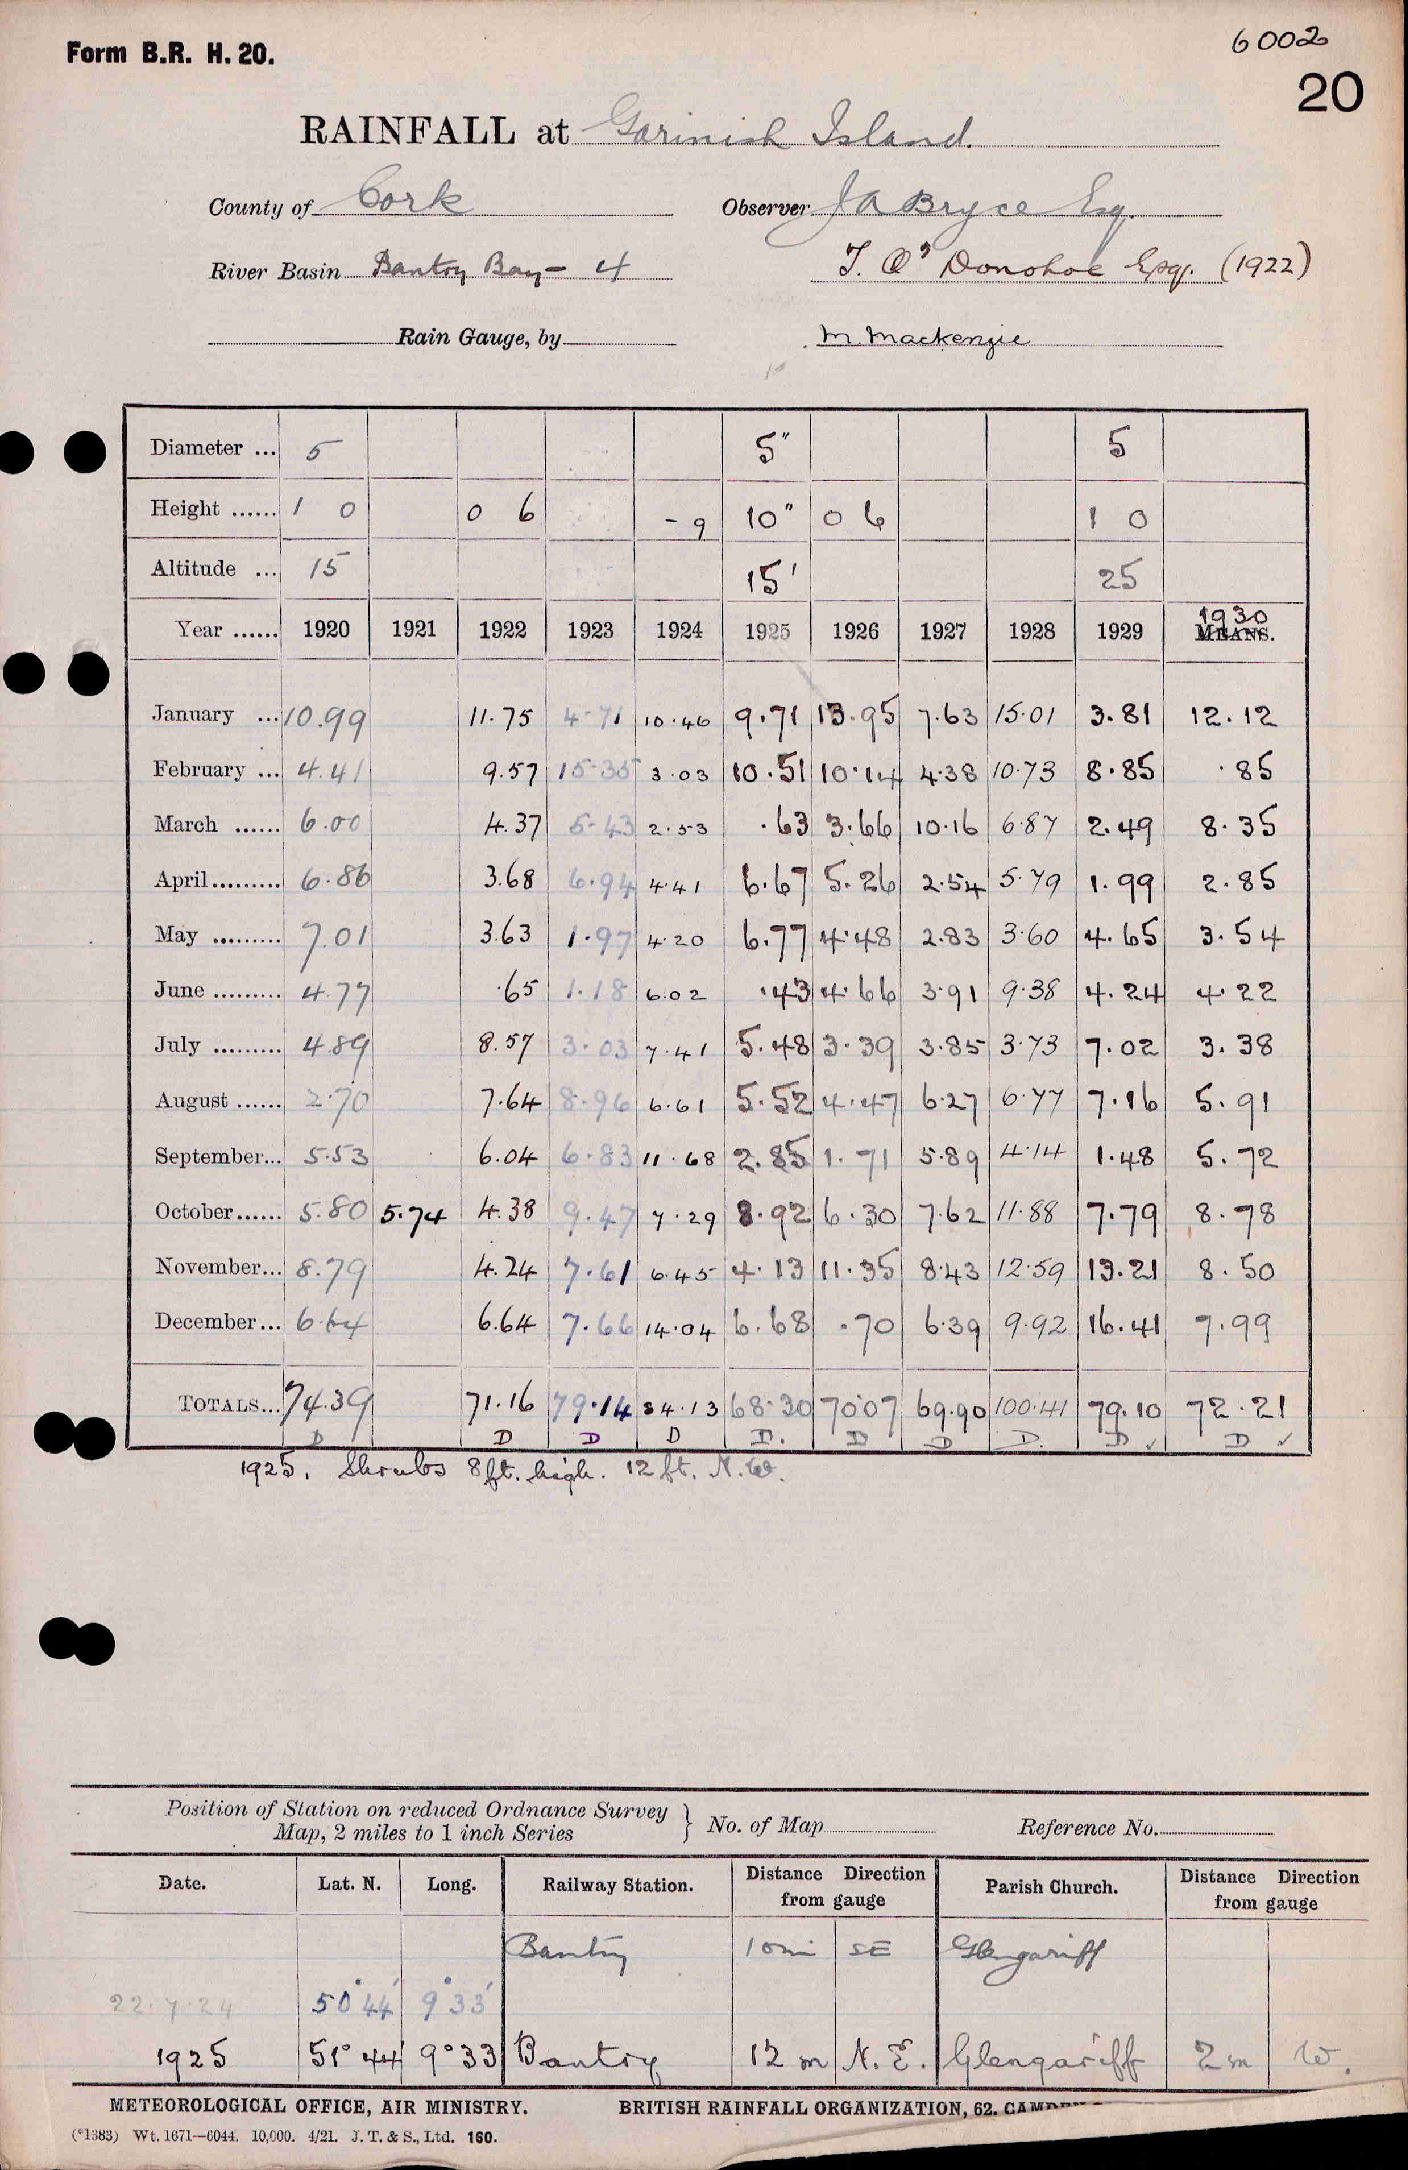 Form B.R. H. 20.
6002
20
RAINFALL at Garinish Island.
County of Cork Observer J A Bryce Esq.
River Basin Bantry Bay - 4 T. O'Donohoe Esqr. (1922)
Rain Gauge, by M. Mackenzie
Diameter ... 5 5" 5
Height ...... 1 0 0 6 - 9 10" 0 6 1 0
Altitude ... 15 15' 25
Year ...... 1920 1921 1922 1923 1924 1925 1926 1927 1928 1929 1930 MEANS.
January ... 10.99 11.75 4.71 10.46 9.71 13.95 7.63 15.01 3.81 12.12
February ... 4.41 9.57 15.35 3.03 10.51 10.14 4.38 10.73 8.85 .85
March ...... 6.00 4.37 5.43 2.53 .63 3.66 10.16 6.87 2.49 8.35
April......... 6.86 3.68 6.94 4.41 6.67 5.26 2.54 5.79 1.99 2.85
May ......... 7.01 3.63 1.97 4.20 6.77 4.48 2.83 3.60 4.65 3.54
June ......... 4.77 .65 1.18 6.02 .43 4.66 3.91 9.38 4.24 4.22
July ......... 4.89 8.57 3.03 7.41 5.48 3.39 3.85 3.73 7.02 3.38
August ...... 2.70 7.64 8.96 6.61 5.52 4.47 6.27 6.77 7.16 5.91
September... 5.53 6.04 6.83 11.68 2.85 1.71 5.89 4.14 1.48 5.72
October...... 5.80 5.74 4.38 9.47 7.29 8.92 6.30 7.62 11.88 7.79 8.78
November... 8.79 4.24 7.61 6.45 4.13 11.35 8.43 12.59 13.21 8.50
December... 6.64 6.64 7.66 14.04 6.68 .70 6.39 9.92 16.41 7.99
TOTALS... 74.39 71.16 79.14 84.13 68.30 70.07 69.90 100.41 79.10 72.21
D D D D D. D D D. D ✓ D ✓
1925. Shrubs 8ft. high. 12 ft. N.W.
Position of Station on reduced Ordnance Survey
Map, 2 miles to 1 inch Series } No. of Map Reference No.
Date. Lat. N. Long. Railway Station. Distance Direction from gauge Parish Church. Distance Direction from gauge
Bantry 10mi SE Glengariff
22.7.24 50°44' 9°33'
1925 51°44 9°33 Bantry 12 m N.E. Glengariff 2m W.
METEOROLOGICAL OFFICE, AIR MINISTRY. BRITISH RAINFALL ORGANIZATION, 62. CAMDEN
(*1383) Wt. 1671—6044. 10,000. 4/21. J. T. & S., Ltd. 160.